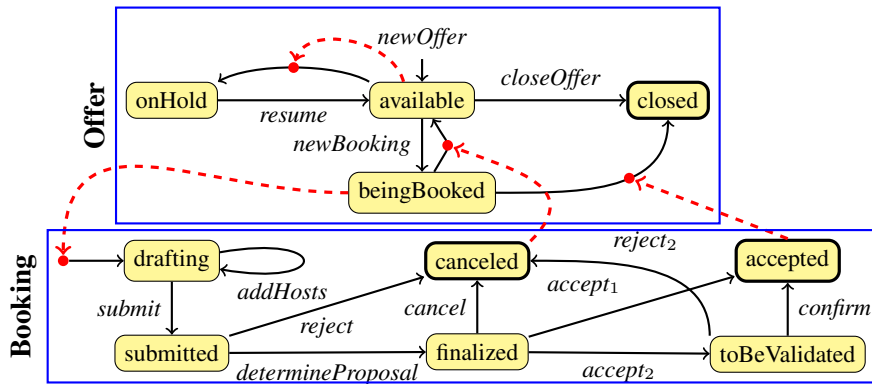 newOffer
closeOffer
onHold
available
closed
resume
newBooking
Offer
beingBooked
reject₂
drafting
canceled
accepted
addHosts
accept₁
submit
cancel
confirm
reject
Booking
submitted
finalized
toBeValidated
determineProposal
accept₂